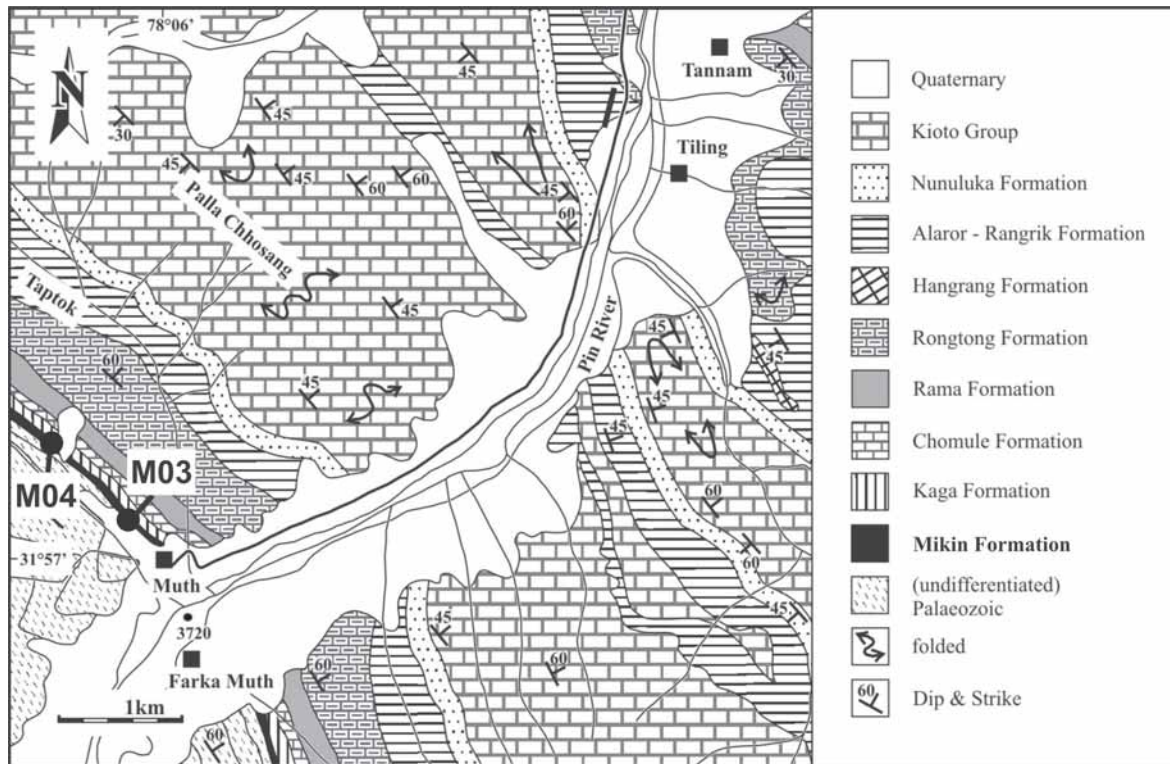 78°06'
N
Tannam
30
45
45
30
Tiling
45
45
60
60
45
60
Palla Chhosang
Taptok
45
Pin River
45
45
60
45
45
45
M03
M04
60
60
31°57'
Muth
3720
45
45
60
60
Farka Muth
1km
60
Quaternary
Kioto Group
Nunuluka Formation
Alaror - Rangrik Formation
Hangrang Formation
Rongtong Formation
Rama Formation
Chomule Formation
Kaga Formation
Mikin Formation
(undifferentiated)
Palaeozoic
folded
60
Dip & Strike